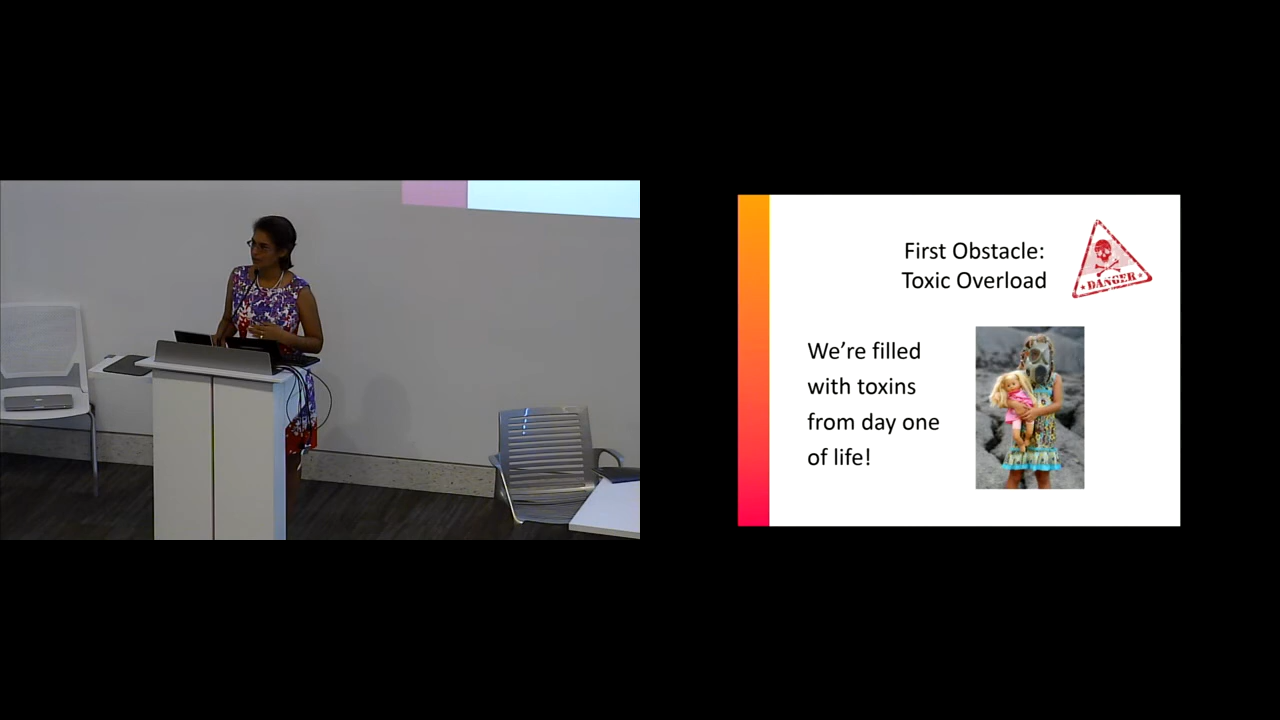 First Obstacle:
Toxic Overload
DANGER
We're filled
with toxins
from day one
of life!